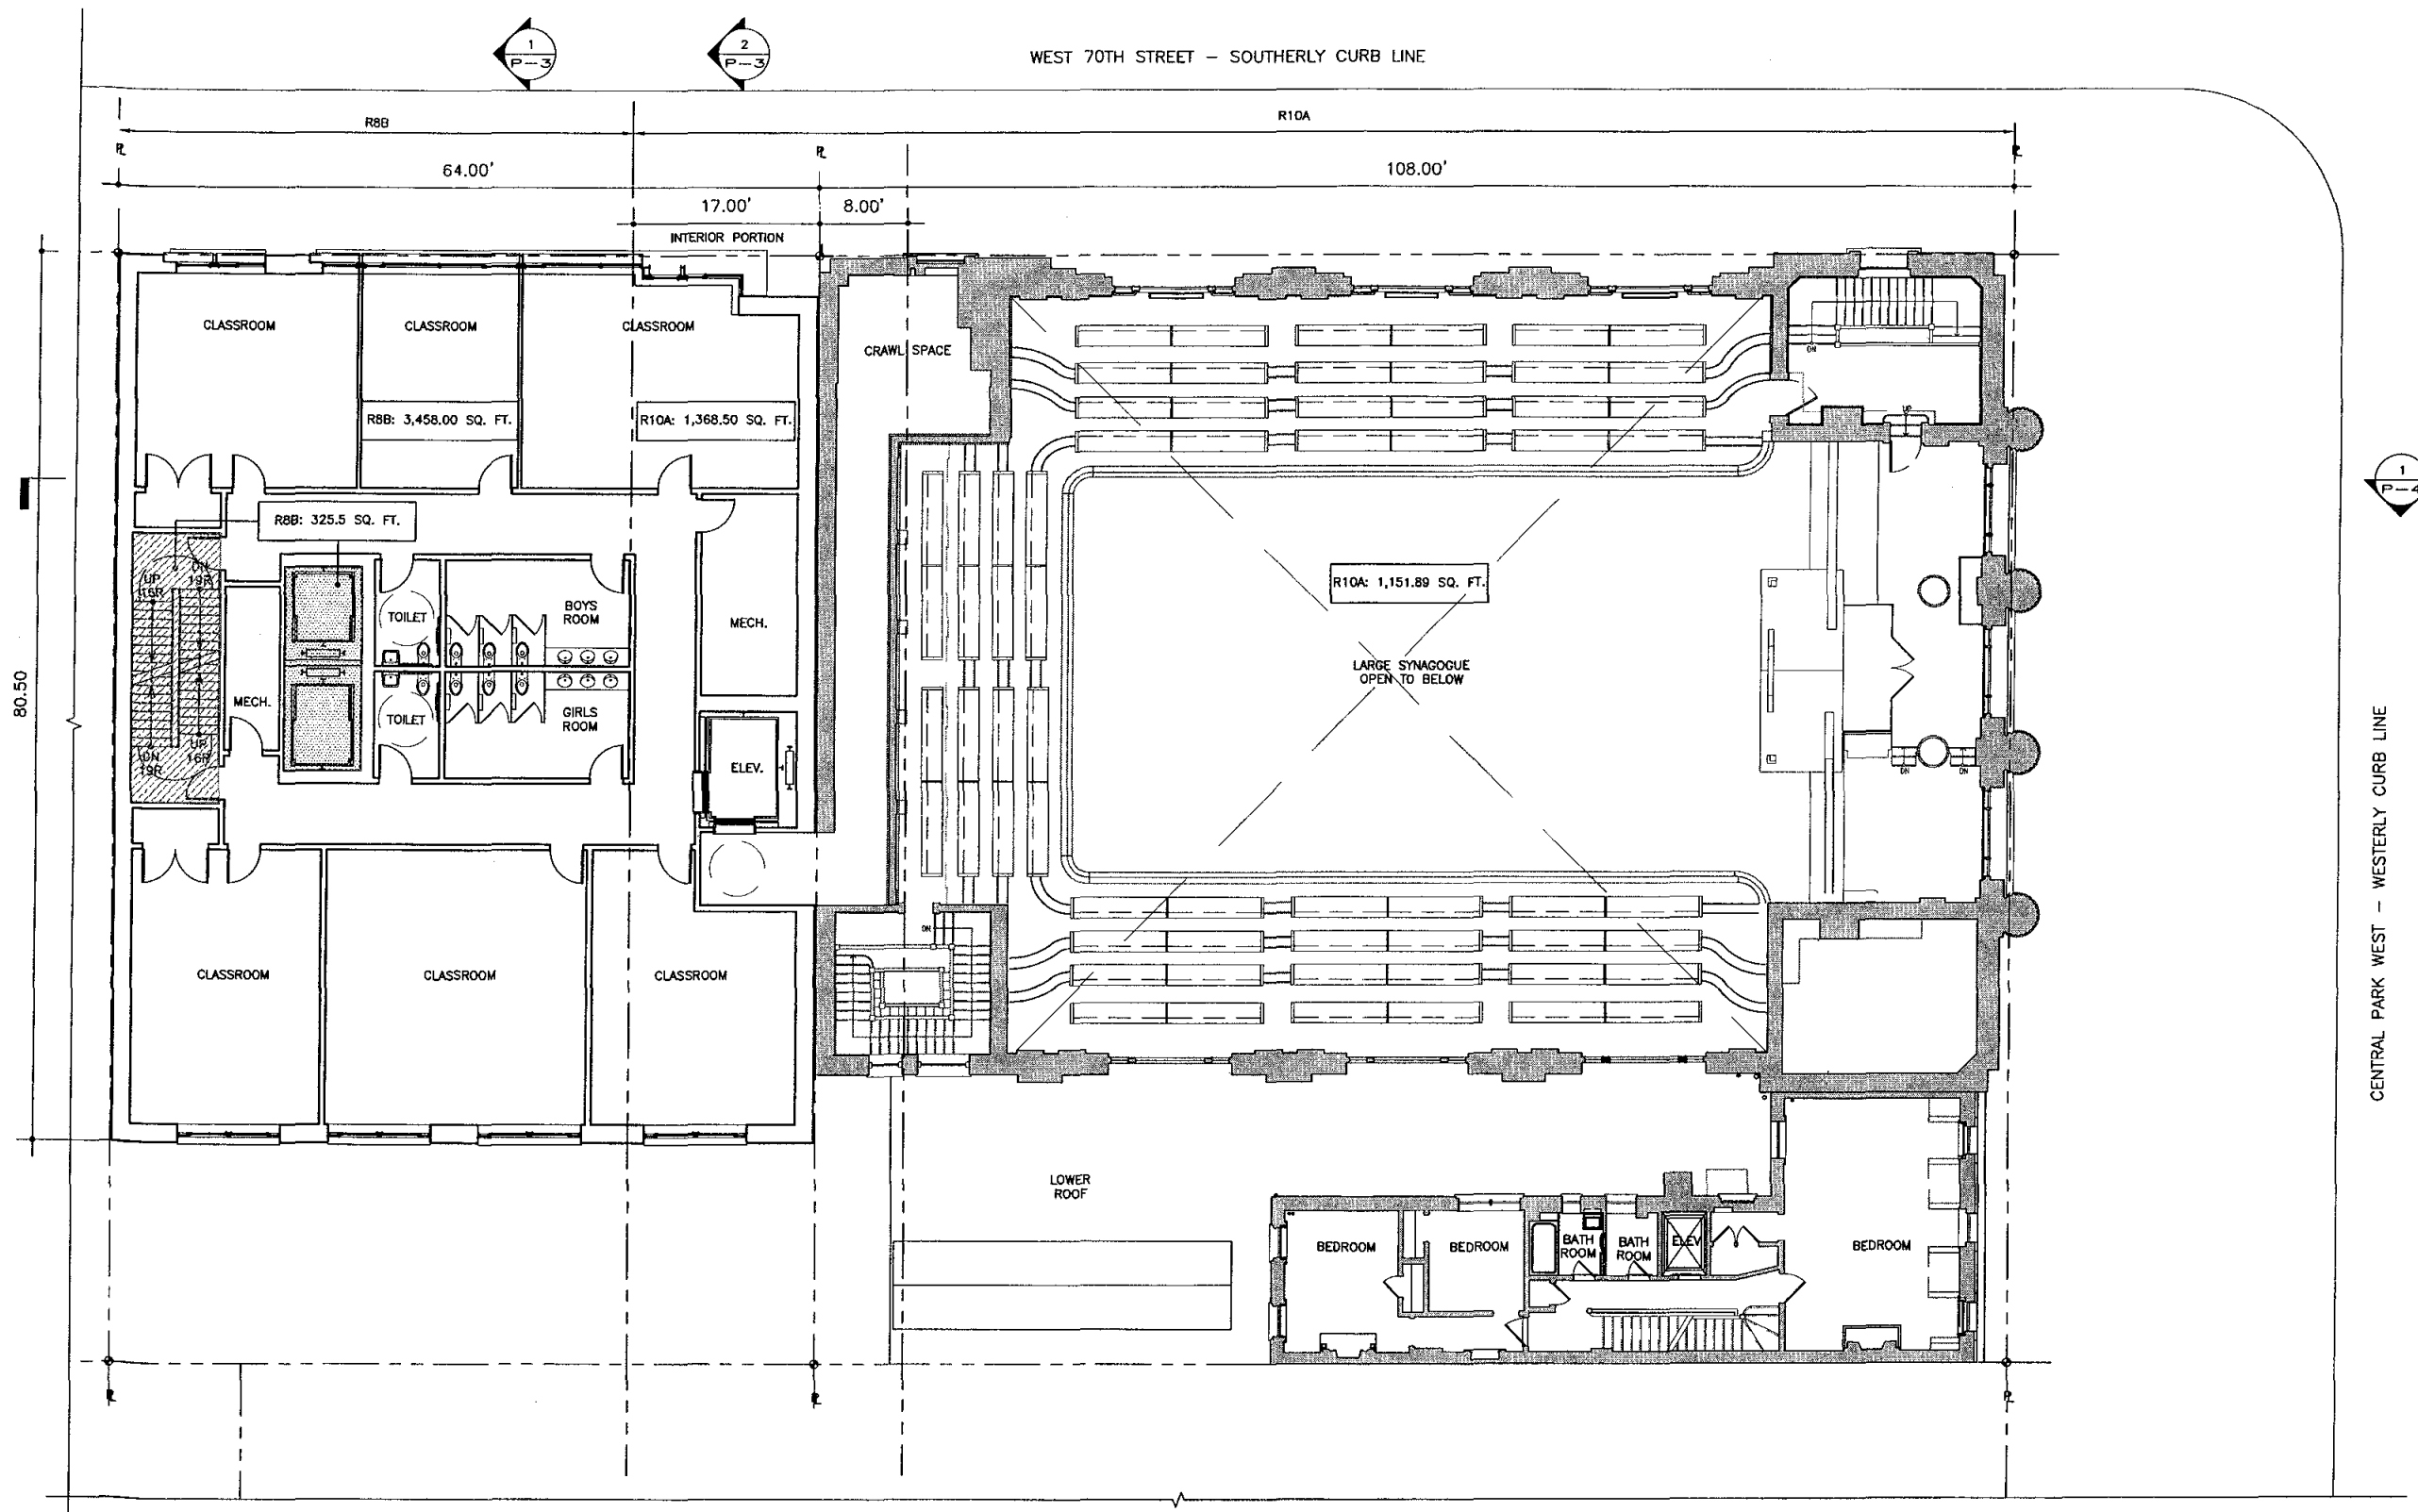 1
P-3
2
P-3
WEST 70TH STREET - SOUTHERLY CURB LINE
R8B
R10A
64.00'
108.00'
17.00'
8.00'
INTERIOR PORTION
CLASSROOM
CLASSROOM
CLASSROOM
CRAWL SPACE
DN
R8B: 3,458.00 SQ. FT.
R10A: 1,368.50 SQ. FT.
UP
1
P-4
R8B: 325.5 SQ. FT.
UP
16R
DN
19R
TOILET
BOYS
ROOM
MECH.
R10A: 1,151.89 SQ. FT.
LARGE SYNAGOGUE
OPEN TO BELOW
80.50
MECH.
TOILET
GIRLS
ROOM
DN
19R
UP
16R
ELEV.
DN
DN
CENTRAL PARK WEST - WESTERLY CURB LINE
DN
CLASSROOM
CLASSROOM
CLASSROOM
LOWER
ROOF
BEDROOM
BEDROOM
BATH
ROOM
BATH
ROOM
ELEV
BEDROOM